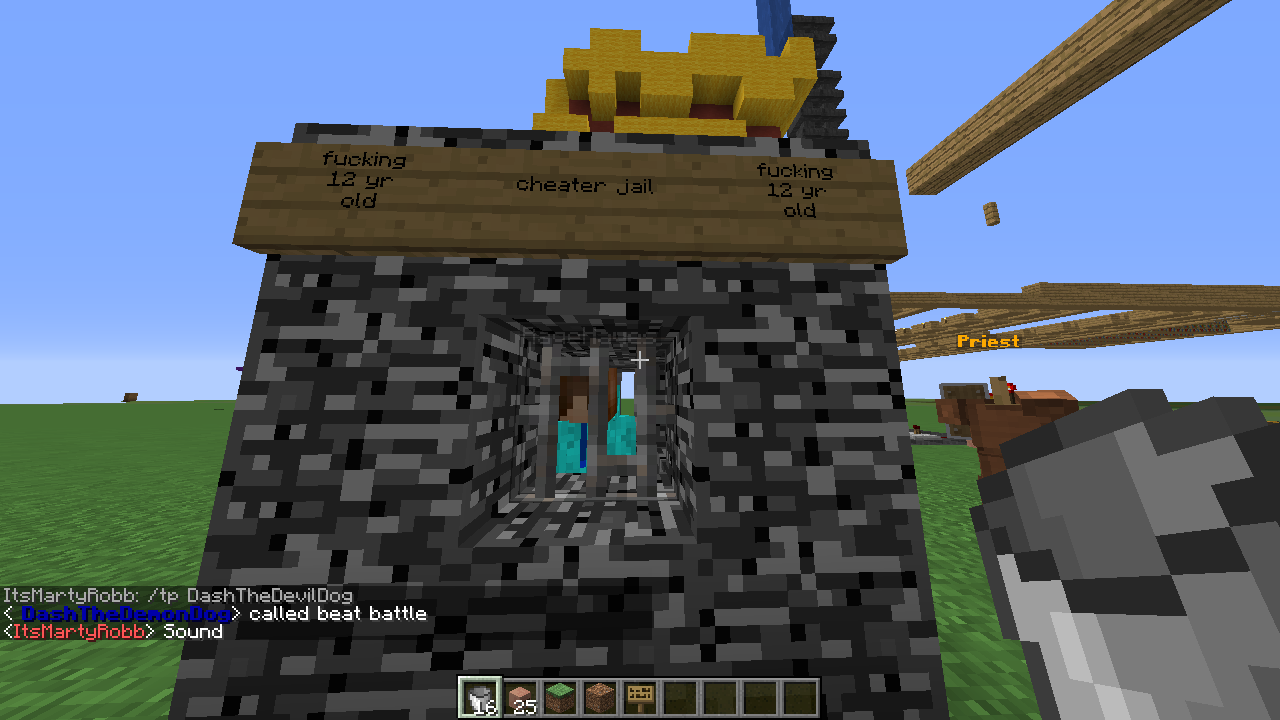 fucking
12 yr
old
cheater jail
fucking
12 yr
old
RageHayes
Priest
ItsMartyRobb: /tp DashTheDevilDog
< DashTheDemonDog> called beat battle
<ItsMartyRobb> Sound
16
25